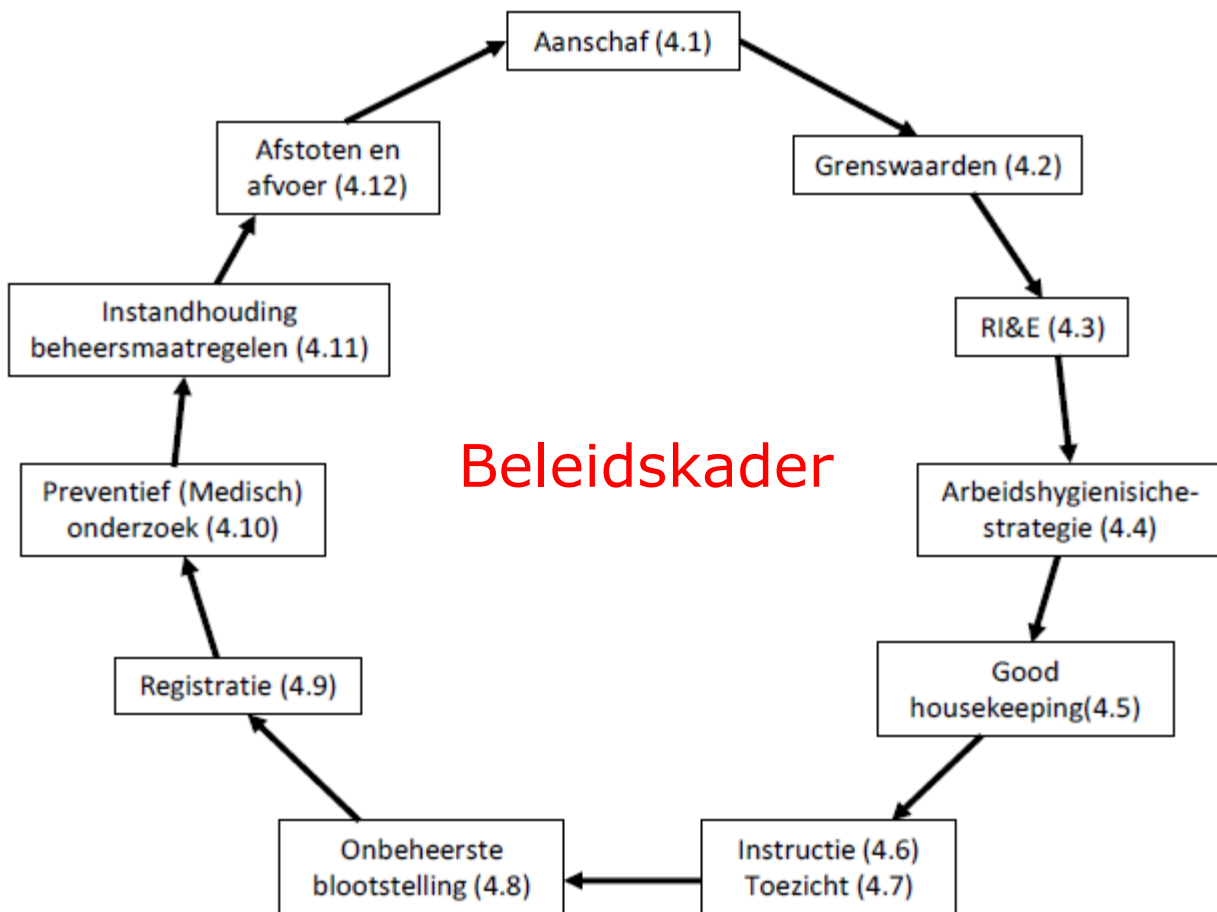 Aanschaf (4.1)
Grenswaarden (4.2)
RI&E (4.3)
Arbeidshygienisiche-
strategie (4.4)
Good
housekeeping(4.5)
Instructie (4.6)
Toezicht (4.7)
Onbeheerste
blootstelling (4.8)
Registratie (4.9)
Preventief (Medisch)
onderzoek (4.10)
Instandhouding
beheersmaatregelen (4.11)
Afstoten en
afvoer (4.12)
Beleidskader